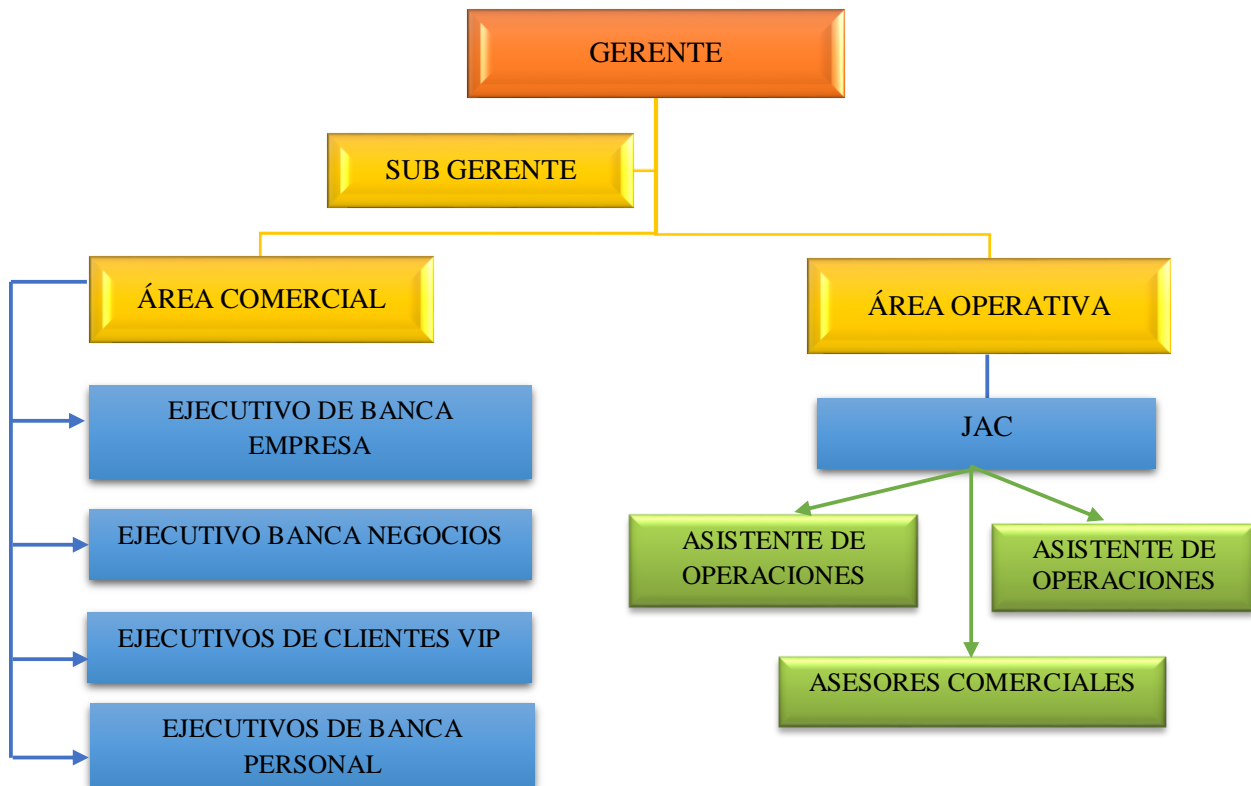 GERENTE
SUB GERENTE
ÁREA COMERCIAL
ÁREA OPERATIVA
EJECUTIVO DE BANCA
EMPRESA
EJECUTIVO BANCA NEGOCIOS
EJECUTIVOS DE CLIENTES VIP
EJECUTIVOS DE BANCA
PERSONAL
JAC
ASISTENTE DE
OPERACIONES
ASISTENTE DE
OPERACIONES
ASESORES COMERCIALES